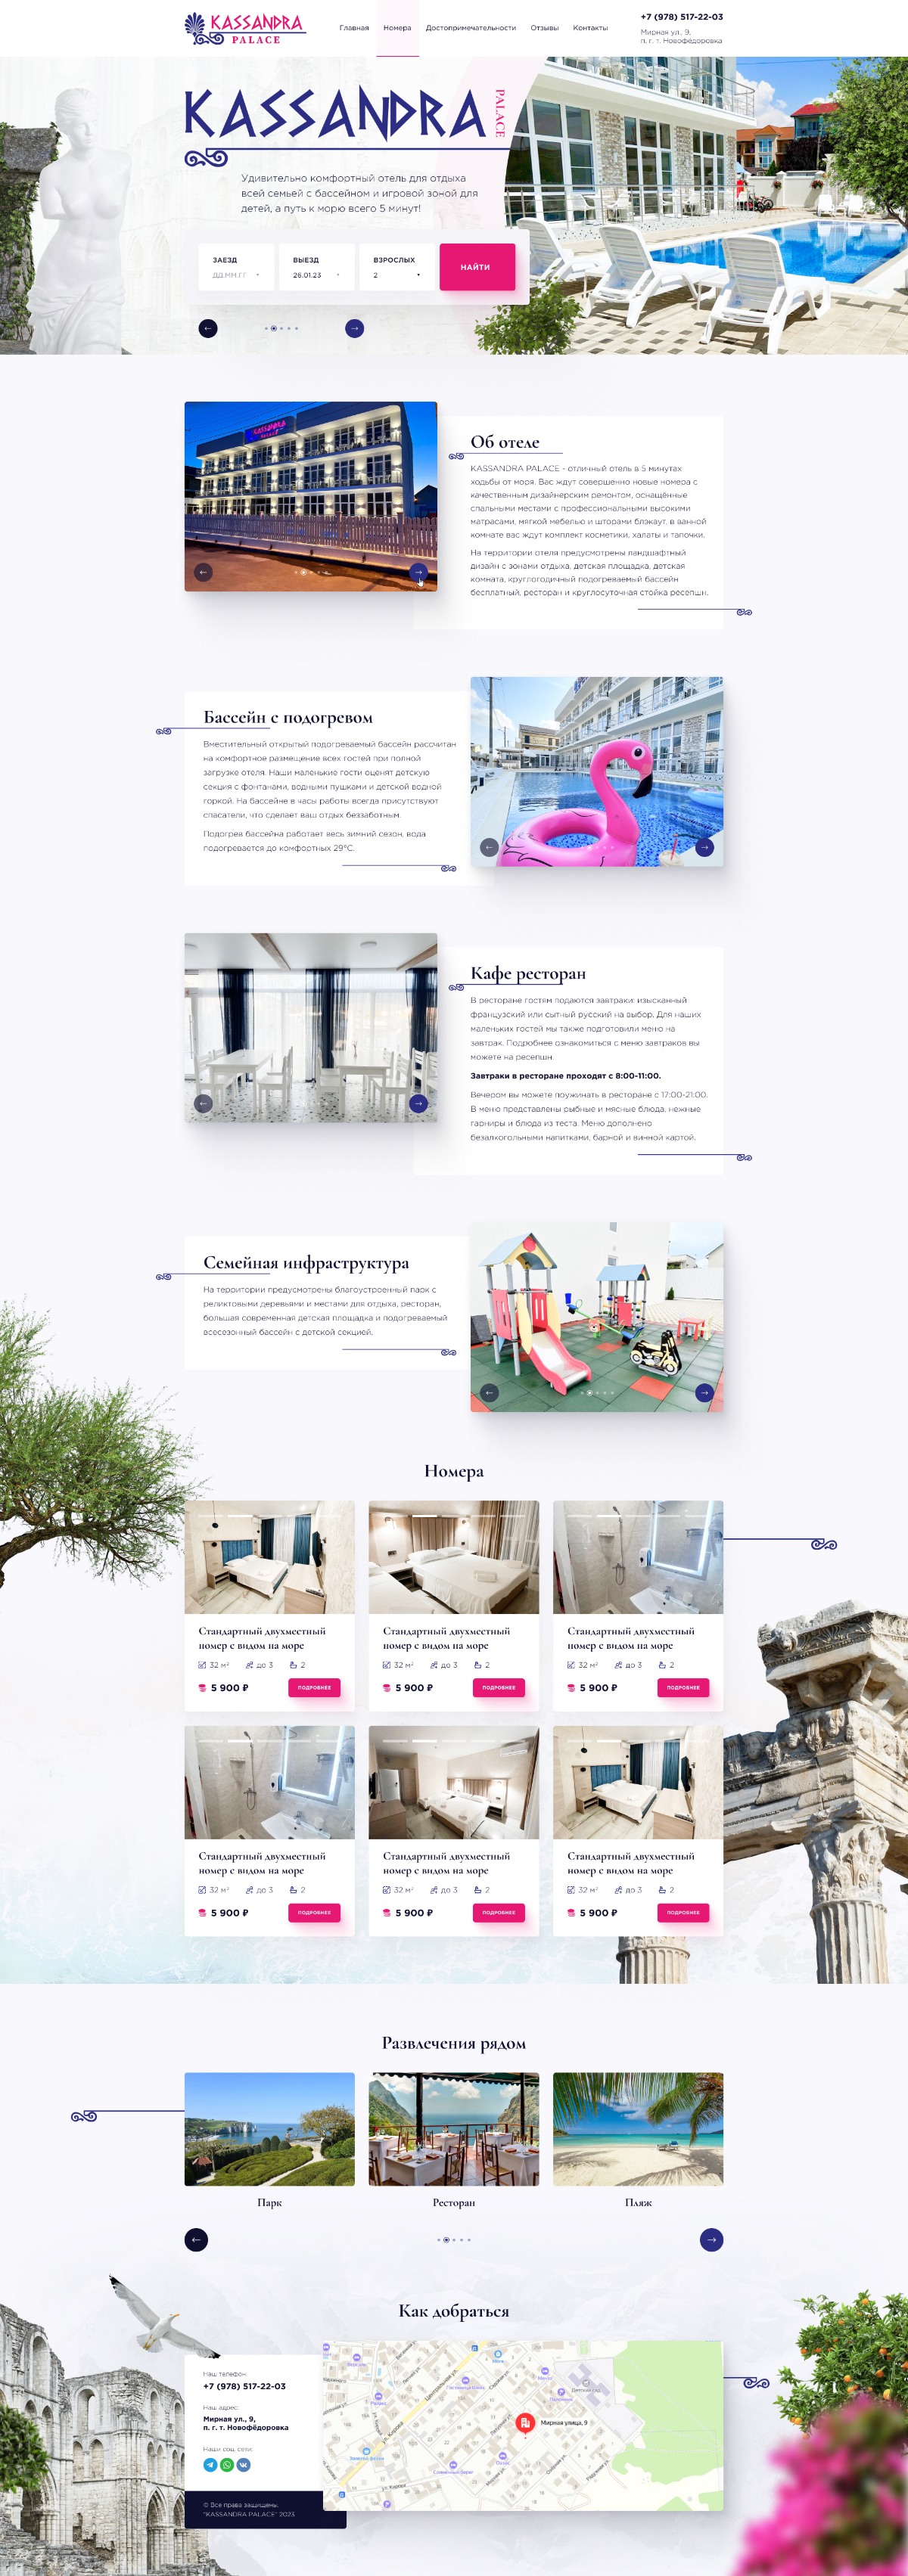 KASSANDRA
PALACE
Главная
Номера
Достопримечательности
Отзывы
Контакты
+7 (978) 517-22-03
Мирная ул., 9,
п. г. т. Новофёдоровка
KASSANDRA
PALACE
Удивительно комфортный отель для отдыха
всей семьей с бассейном и игровой зоной для
детей, а путь к морю всего 5 минут!
ЗАЕЗД
ДД.ММ.ГГ
ВЫЕЗД
26.01.23
ВЗРОСЛЫХ
2
НАЙТИ
KASSANDRA
PALACE
Об отеле
KASSANDRA PALACE - отличный отель в 5 минутах
ходьбы от моря. Вас ждут совершенно новые номера с
качественным дизайнерским ремонтом, оснащённые
спальными местами с профессиональными высокими
матрасами, мягкой мебелью и шторами блэкаут, в ванной
комнате вас ждут комплект косметики, халаты и тапочки.
На территории отеля предусмотрены ландшафтный
дизайн с зонами отдыха, детская площадка, детская
комната, круглогодичный подогреваемый бассейн
бесплатный, ресторан и круглосуточная стойка ресепшн.
Бассейн с подогревом
Вместительный открытый подогреваемый бассейн рассчитан
на комфортное размещение всех гостей при полной
загрузке отеля. Наши маленькие гости оценят детскую
секция с фонтанами, водными пушками и детской водной
горкой. На бассейне в часы работы всегда присутствуют
спасатели, что сделает ваш отдых беззаботным.
Подогрев бассейна работает весь зимний сезон, вода
подогревается до комфортных 29°С.
Кафе ресторан
В ресторане гостям подаются завтраки: изысканный
французский или сытный русский на выбор. Для наших
маленьких гостей мы также подготовили меню на
завтрак. Подробнее ознакомиться с меню завтраков вы
можете на ресепшн.
Завтраки в ресторане проходят с 8:00-11:00.
Вечером вы можете поужинать в ресторане с 17:00-21:00.
В меню представлены рыбные и мясные блюда, нежные
гарниры и блюда из теста. Меню дополнено
безалкогольными напитками, барной и винной картой.
Семейная инфраструктура
На территории предусмотрены благоустроенный парк с
реликтовыми деревьями и местами для отдыха, ресторан,
большая современная детская площадка и подогреваемый
всесезонный бассейн с детской секцией.
Номера
Стандартный двухместный
номер с видом на море
32 м²
до 3
2
5 900 ₽
ПОДРОБНЕЕ
Стандартный двухместный
номер с видом на море
32 м²
до 3
2
5 900 ₽
ПОДРОБНЕЕ
Стандартный двухместный
номер с видом на море
32 м²
до 3
2
5 900 ₽
ПОДРОБНЕЕ
Стандартный двухместный
номер с видом на море
32 м²
до 3
2
5 900 ₽
ПОДРОБНЕЕ
Стандартный двухместный
номер с видом на море
32 м²
до 3
2
5 900 ₽
ПОДРОБНЕЕ
Стандартный двухместный
номер с видом на море
32 м²
до 3
2
5 900 ₽
ПОДРОБНЕЕ
Развлечения рядом
Парк
Ресторан
Пляж
Как добраться
Наш телефон:
+7 (978) 517-22-03
Наш адрес:
Мирная ул., 9,
п. г. т. Новофёдоровка
Наши соц. сети:
© Все права защищены.
"KASSANDRA PALACE" 2023
Мирная улица, 9
Детский сад
ул. Кирова